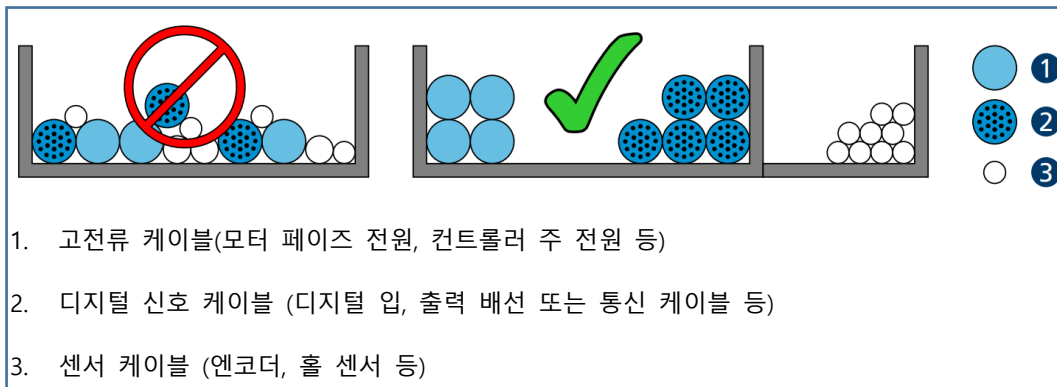 1
2
3
1. 고전류 케이블(모터 페이즈 전원, 컨트롤러 주 전원 등)
2. 디지털 신호 케이블 (디지털 입, 출력 배선 또는 통신 케이블 등)
3. 센서 케이블 (엔코더, 홀 센서 등)